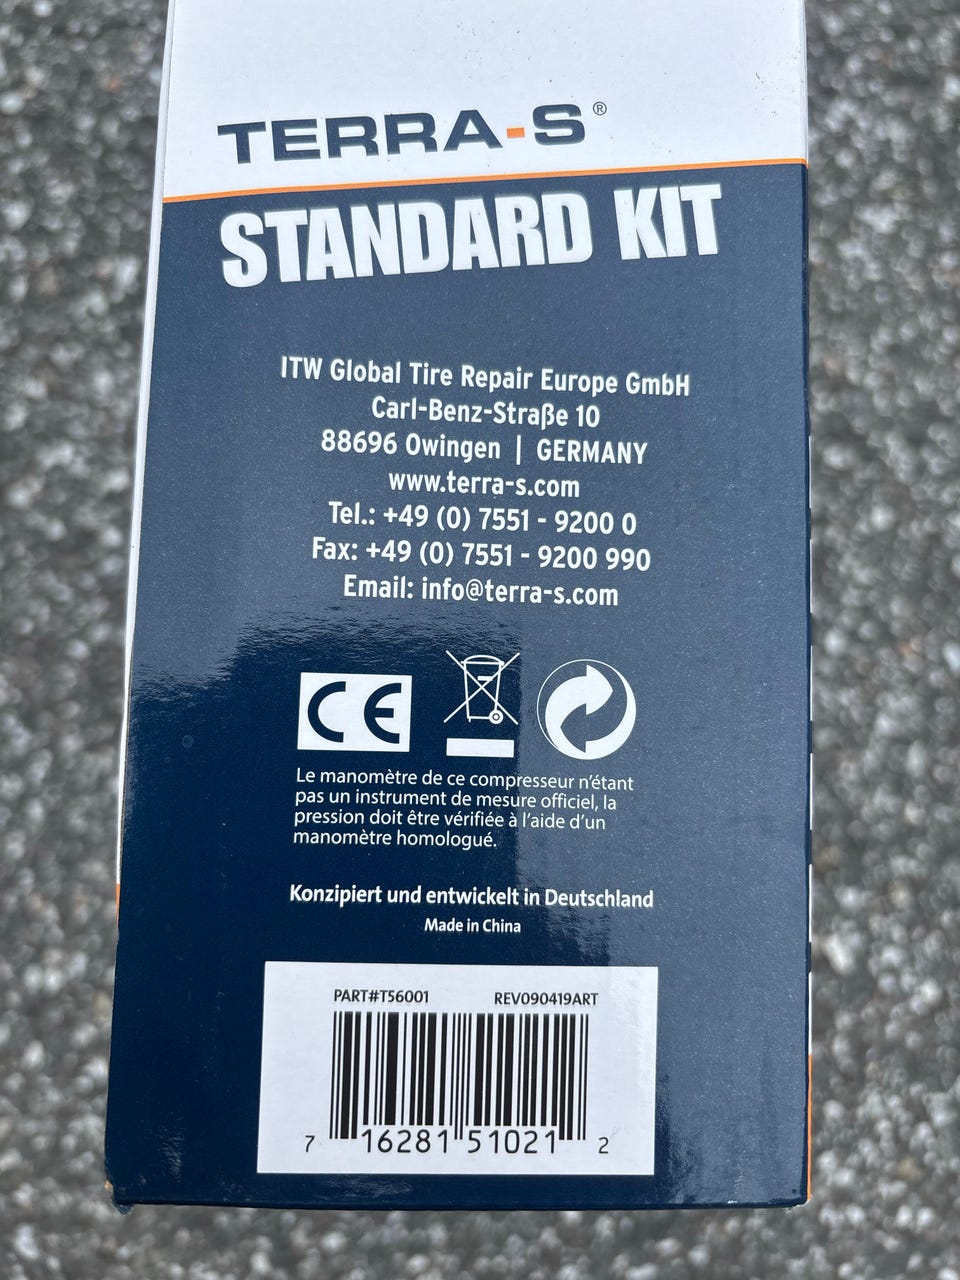 TERRA-S®
STANDARD KIT
ITW Global Tire Repair Europe GmbH
Carl-Benz-Straße 10
88696 Owingen | GERMANY
www.terra-s.com
Tel.: +49 (0) 7551 - 9200 0
Fax: +49 (0) 7551 - 9200 990
Email: info@terra-s.com
CE
Le manomètre de ce compresseur n'étant
pas un instrument de mesure officiel, la
pression doit être vérifiée à l'aide d'un
manomètre homologué.
Konzipiert und entwickelt in Deutschland
Made in China
PART#T56001 REV090419ART
7 16281 51021 2